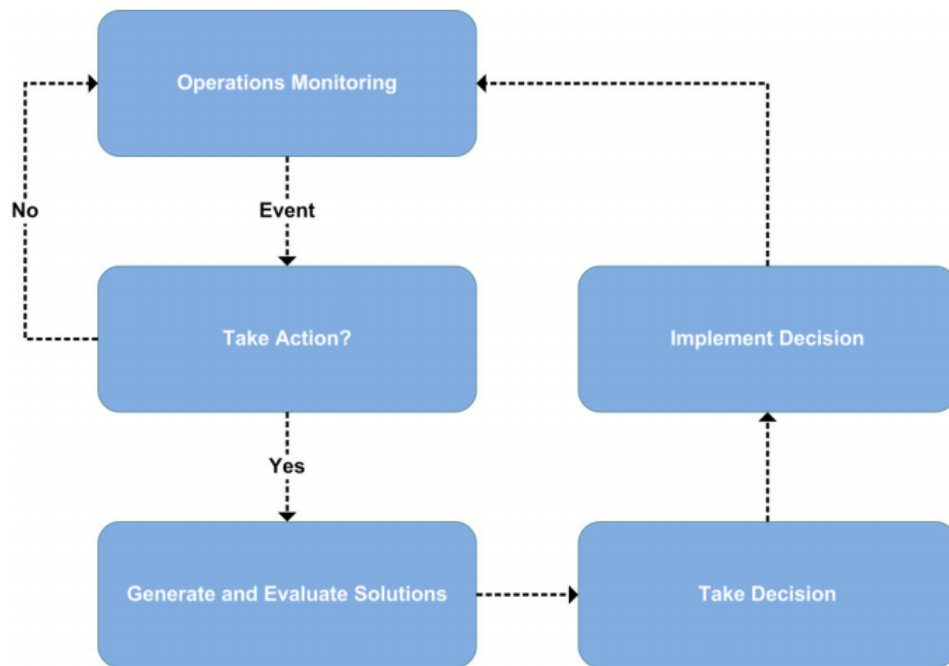 Operations Monitoring
No
Event
Take Action?
Implement Decision
Yes
Generate and Evaluate Solutions
Take Decision